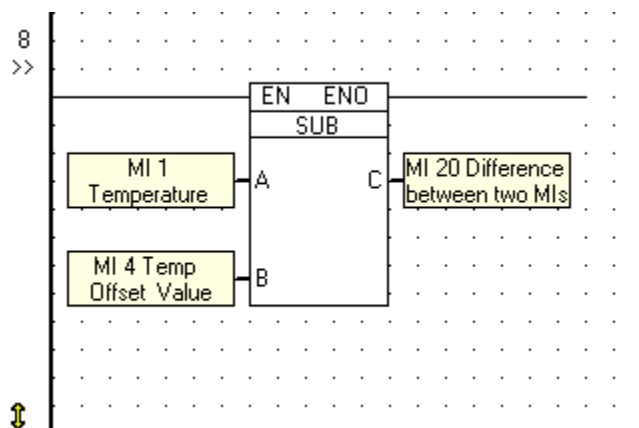 8
>>
EN ENO
SUB
MI 1
Temperature
A
C
MI 20 Difference
between two MIs
MI 4 Temp
Offset Value
B